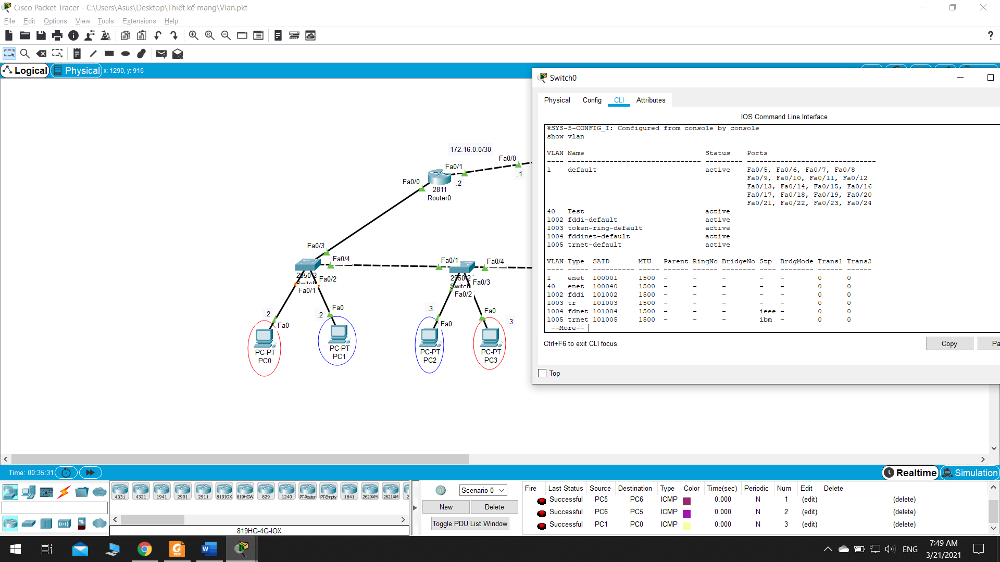 Cisco Packet Tracer - C:\Users\Asus\Desktop\Thiết kế mạng\Vlan.pkt
File Edit Options View Tools Extensions Help
?
Logical Physical x: 1290, y: 916
Switch0
Physical Config CLI Attributes
IOS Command Line Interface
%SYS-5-CONFIG_I: Configured from console by console
show vlan
VLAN Name Status Ports
---- -------------------------------- --------- -------------------------------
1 default active Fa0/5, Fa0/6, Fa0/7, Fa0/8
Fa0/9, Fa0/10, Fa0/11, Fa0/12
Fa0/13, Fa0/14, Fa0/15, Fa0/16
Fa0/17, Fa0/18, Fa0/19, Fa0/20
Fa0/21, Fa0/22, Fa0/23, Fa0/24
40 Test active
1002 fddi-default active
1003 token-ring-default active
1004 fddinet-default active
1005 trnet-default active
VLAN Type SAID MTU Parent RingNo BridgeNo Stp BrdgMode Trans1 Trans2
---- ----- ---------- ----- ------ ------ -------- ---- -------- ------ ------
1 enet 100001 1500 - - - - - 0 0
40 enet 100040 1500 - - - - - 0 0
1002 fddi 101002 1500 - - - - - 0 0
1003 tr 101003 1500 - - - - - 0 0
1004 fdnet 101004 1500 - - - ieee - 0 0
1005 trnet 101005 1500 - - - ibm - 0 0
--More--
Ctrl+F6 to exit CLI focus
Copy
Pa
Top
172.16.0.0/30
Fa0/0
Fa0/1
.1
.2
Fa0/0
2811
Router0
Fa0/3
Fa0/4
Fa0/1
Fa0/4
2950-2
Switch
Fa0/2
Fa0/1
2950-2
Switch
Fa0/3
Fa0/2
.2
Fa0
.2
Fa0
.3
Fa0
Fa0
.3
PC-PT
PC0
PC-PT
PC1
PC-PT
PC2
PC-PT
PC3
Time: 00:35:31
Realtime Simulation
4331 4321 1941 2901 2911 819IOX 819HGW 829 1240 PT-Router PT-Empty 1841 2620XM 2621XM 2
819HG-4G-IOX
Scenario 0
New Delete
Toggle PDU List Window
Fire Last Status Source Destination Type Color Time(sec) Periodic Num Edit Delete
Successful PC5 PC6 ICMP 0.000 N 1 (edit) (delete)
Successful PC6 PC5 ICMP 0.000 N 2 (edit) (delete)
Successful PC1 PC0 ICMP 0.000 N 3 (edit) (delete)
ENG
7:49 AM
3/21/2021